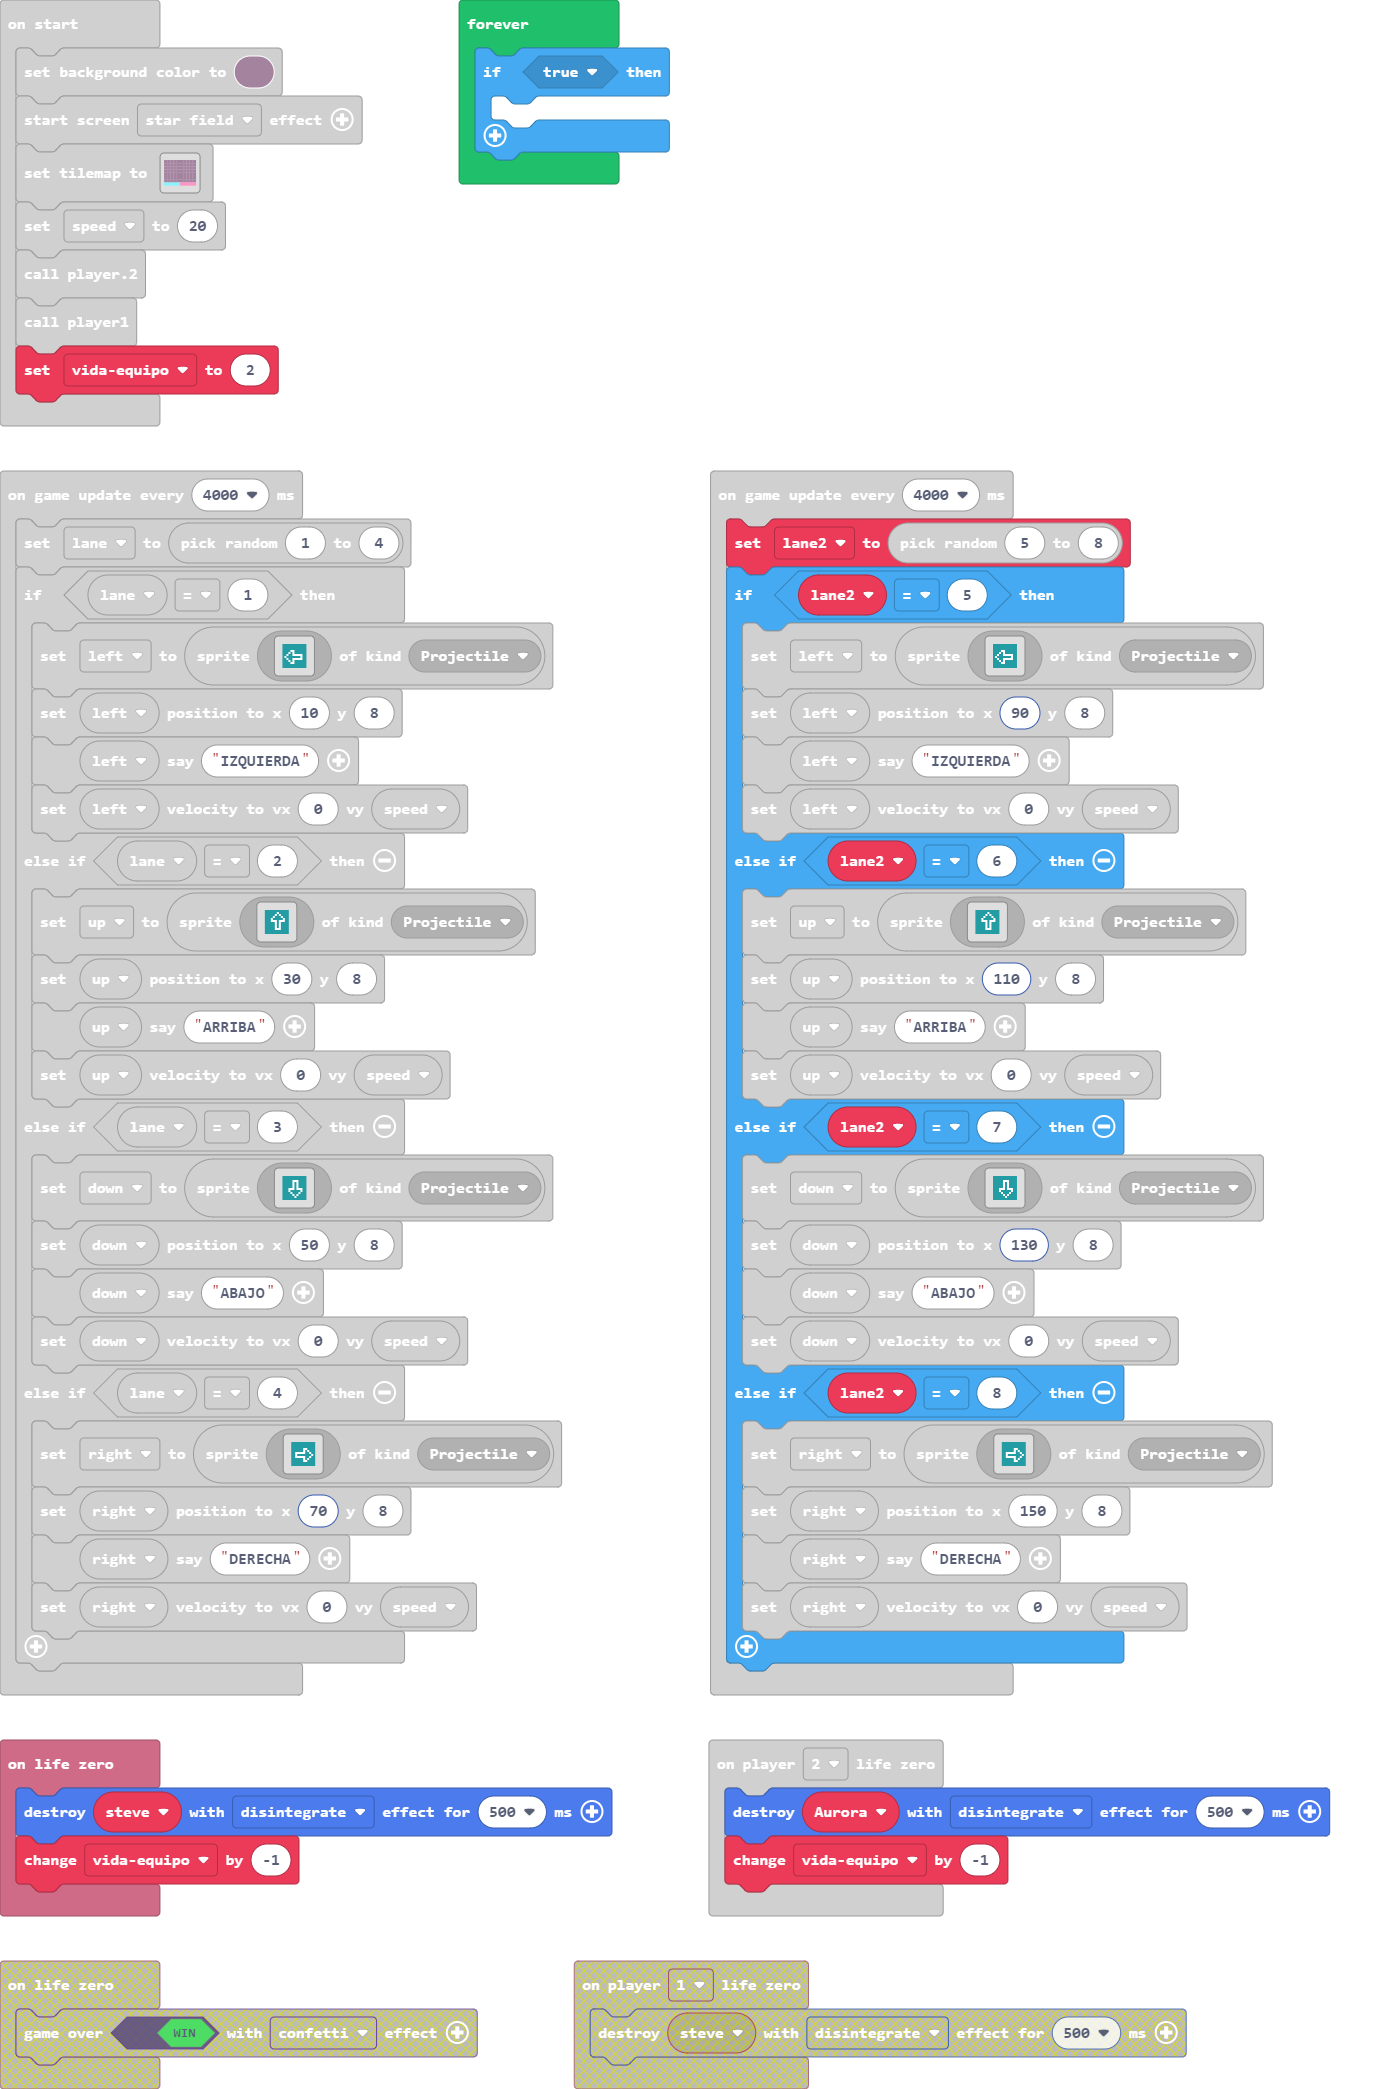 on start
set background color to
start screen star field effect
set tilemap to
set speed to 20
call player.2
call player1
set vida-equipo to 2
forever
if true then
on game update every 4000 ms
set lane to pick random 1 to 4
if lane = 1 then
set left to sprite of kind Projectile
set left position to x 10 y 8
left say "IZQUIERDA"
set left velocity to vx 0 vy speed
else if lane = 2 then
set up to sprite of kind Projectile
set up position to x 30 y 8
up say "ARRIBA"
set up velocity to vx 0 vy speed
else if lane = 3 then
set down to sprite of kind Projectile
set down position to x 50 y 8
down say "ABAJO"
set down velocity to vx 0 vy speed
else if lane = 4 then
set right to sprite of kind Projectile
set right position to x 70 y 8
right say "DERECHA"
set right velocity to vx 0 vy speed
on game update every 4000 ms
set lane2 to pick random 5 to 8
if lane2 = 5 then
set left to sprite of kind Projectile
set left position to x 90 y 8
left say "IZQUIERDA"
set left velocity to vx 0 vy speed
else if lane2 = 6 then
set up to sprite of kind Projectile
set up position to x 110 y 8
up say "ARRIBA"
set up velocity to vx 0 vy speed
else if lane2 = 7 then
set down to sprite of kind Projectile
set down position to x 130 y 8
down say "ABAJO"
set down velocity to vx 0 vy speed
else if lane2 = 8 then
set right to sprite of kind Projectile
set right position to x 150 y 8
right say "DERECHA"
set right velocity to vx 0 vy speed
on life zero
destroy steve with disintegrate effect for 500 ms
change vida-equipo by -1
on player 2 life zero
destroy Aurora with disintegrate effect for 500 ms
change vida-equipo by -1
on life zero
game over WIN with confetti effect
on player 1 life zero
destroy steve with disintegrate effect for 500 ms